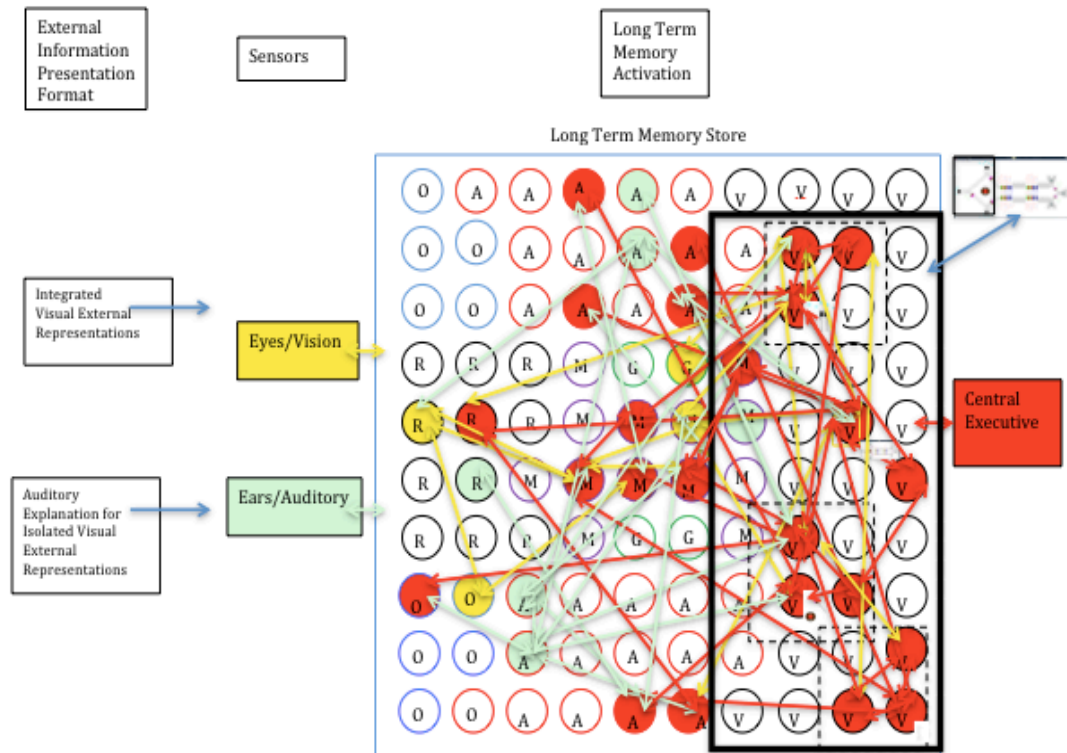 External
Information
Presentation
Format
Sensors
Long Term
Memory
Activation
Long Term Memory Store
O A A A A A V V V V
O O A A A A A V V V
O O A A A A A V V V
R R R M G G M V V V
R R R M M M M V V V
R R M M M M M V V V
R R R M G G M V V V
O O A A A A A V V V
O O A A A A A V V V
O O A A A A V V V V
Integrated
Visual External
Representations
Eyes/Vision
Auditory
Explanation for
Isolated Visual
External
Representations
Ears/Auditory
Central
Executive